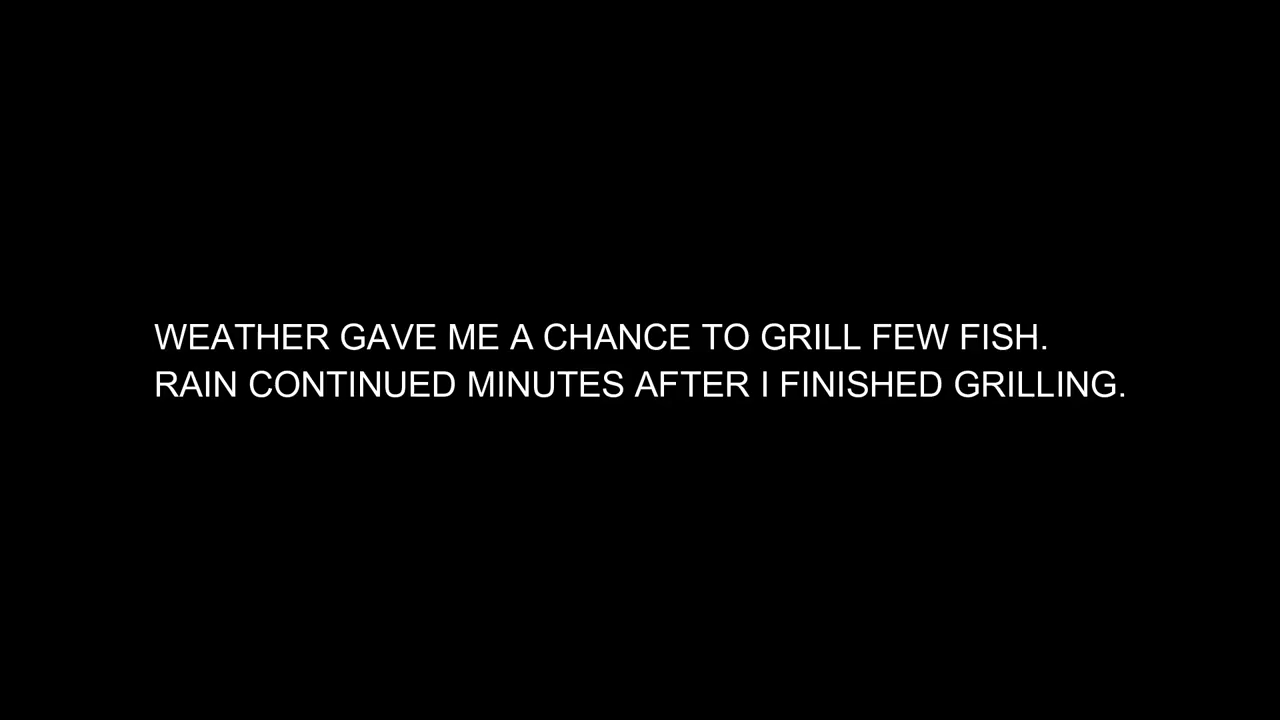 WEATHER GAVE ME A CHANCE TO GRILL FEW FISH.
RAIN CONTINUED MINUTES AFTER I FINISHED GRILLING.